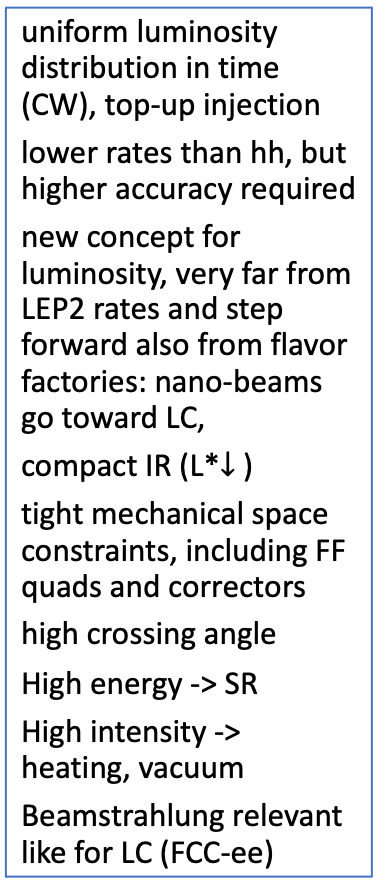 uniform luminosity
distribution in time
(CW), top-up injection
lower rates than hh, but
higher accuracy required
new concept for
luminosity, very far from
LEP2 rates and step
forward also from flavor
factories: nano-beams
go toward LC,
compact IR (L*↓ )
tight mechanical space
constraints, including FF
quads and correctors
high crossing angle
High energy -> SR
High intensity ->
heating, vacuum
Beamstrahlung relevant
like for LC (FCC-ee)